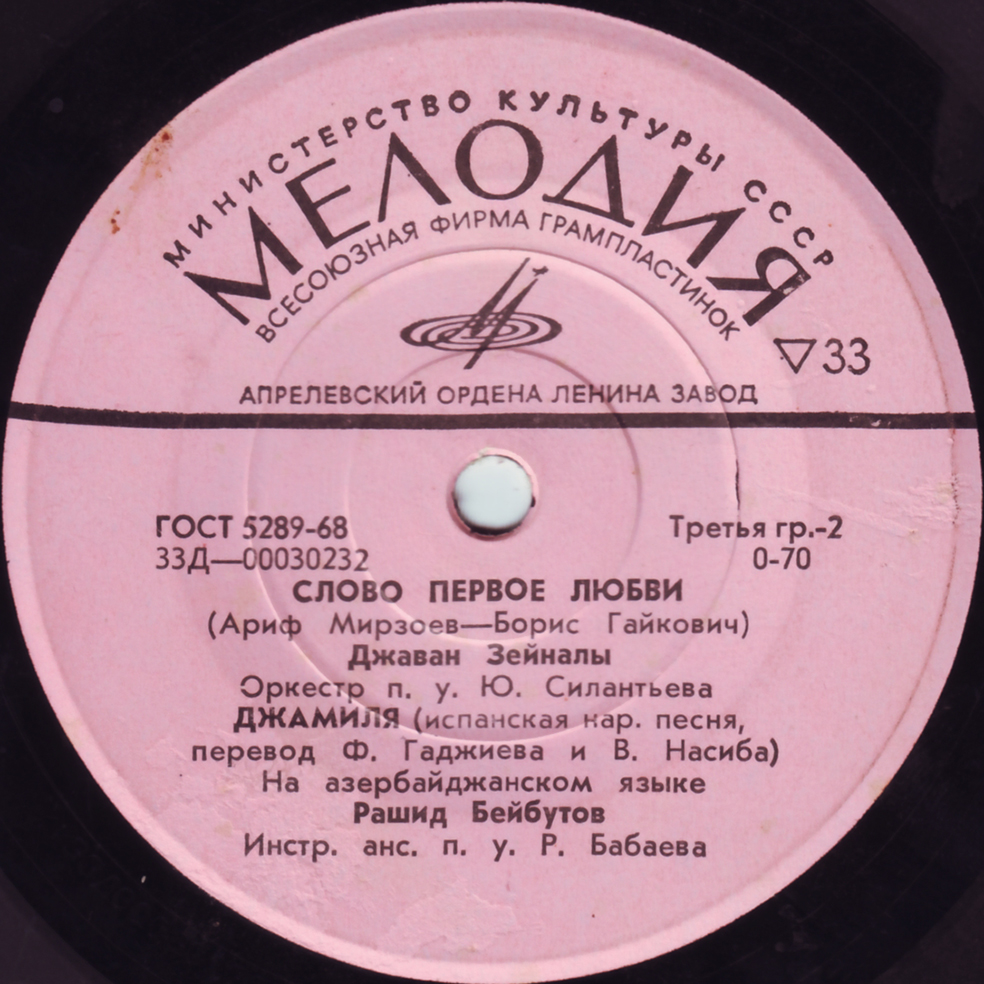 МИНИСТЕРСТВО КУЛЬТУРЫ СССР
МЕЛОДИЯ
ВСЕСОЮЗНАЯ ФИРМА ГРАМПЛАСТИНОК
▽33
АПРЕЛЕВСКИЙ ОРДЕНА ЛЕНИНА ЗАВОД
ГОСТ 5289-68 Третья гр.-2
33Д—00030232 0-70
СЛОВО ПЕРВОЕ ЛЮБВИ
(Ариф Мирзоев—Борис Гайкович)
Джаван Зейналы
Оркестр п. у. Ю. Силантьева
ДЖАМИЛЯ (испанская нар. песня,
перевод Ф. Гаджиева и В. Насиба)
На азербайджанском языке
Рашид Бейбутов
Инстр. анс. п. у. Р. Бабаева